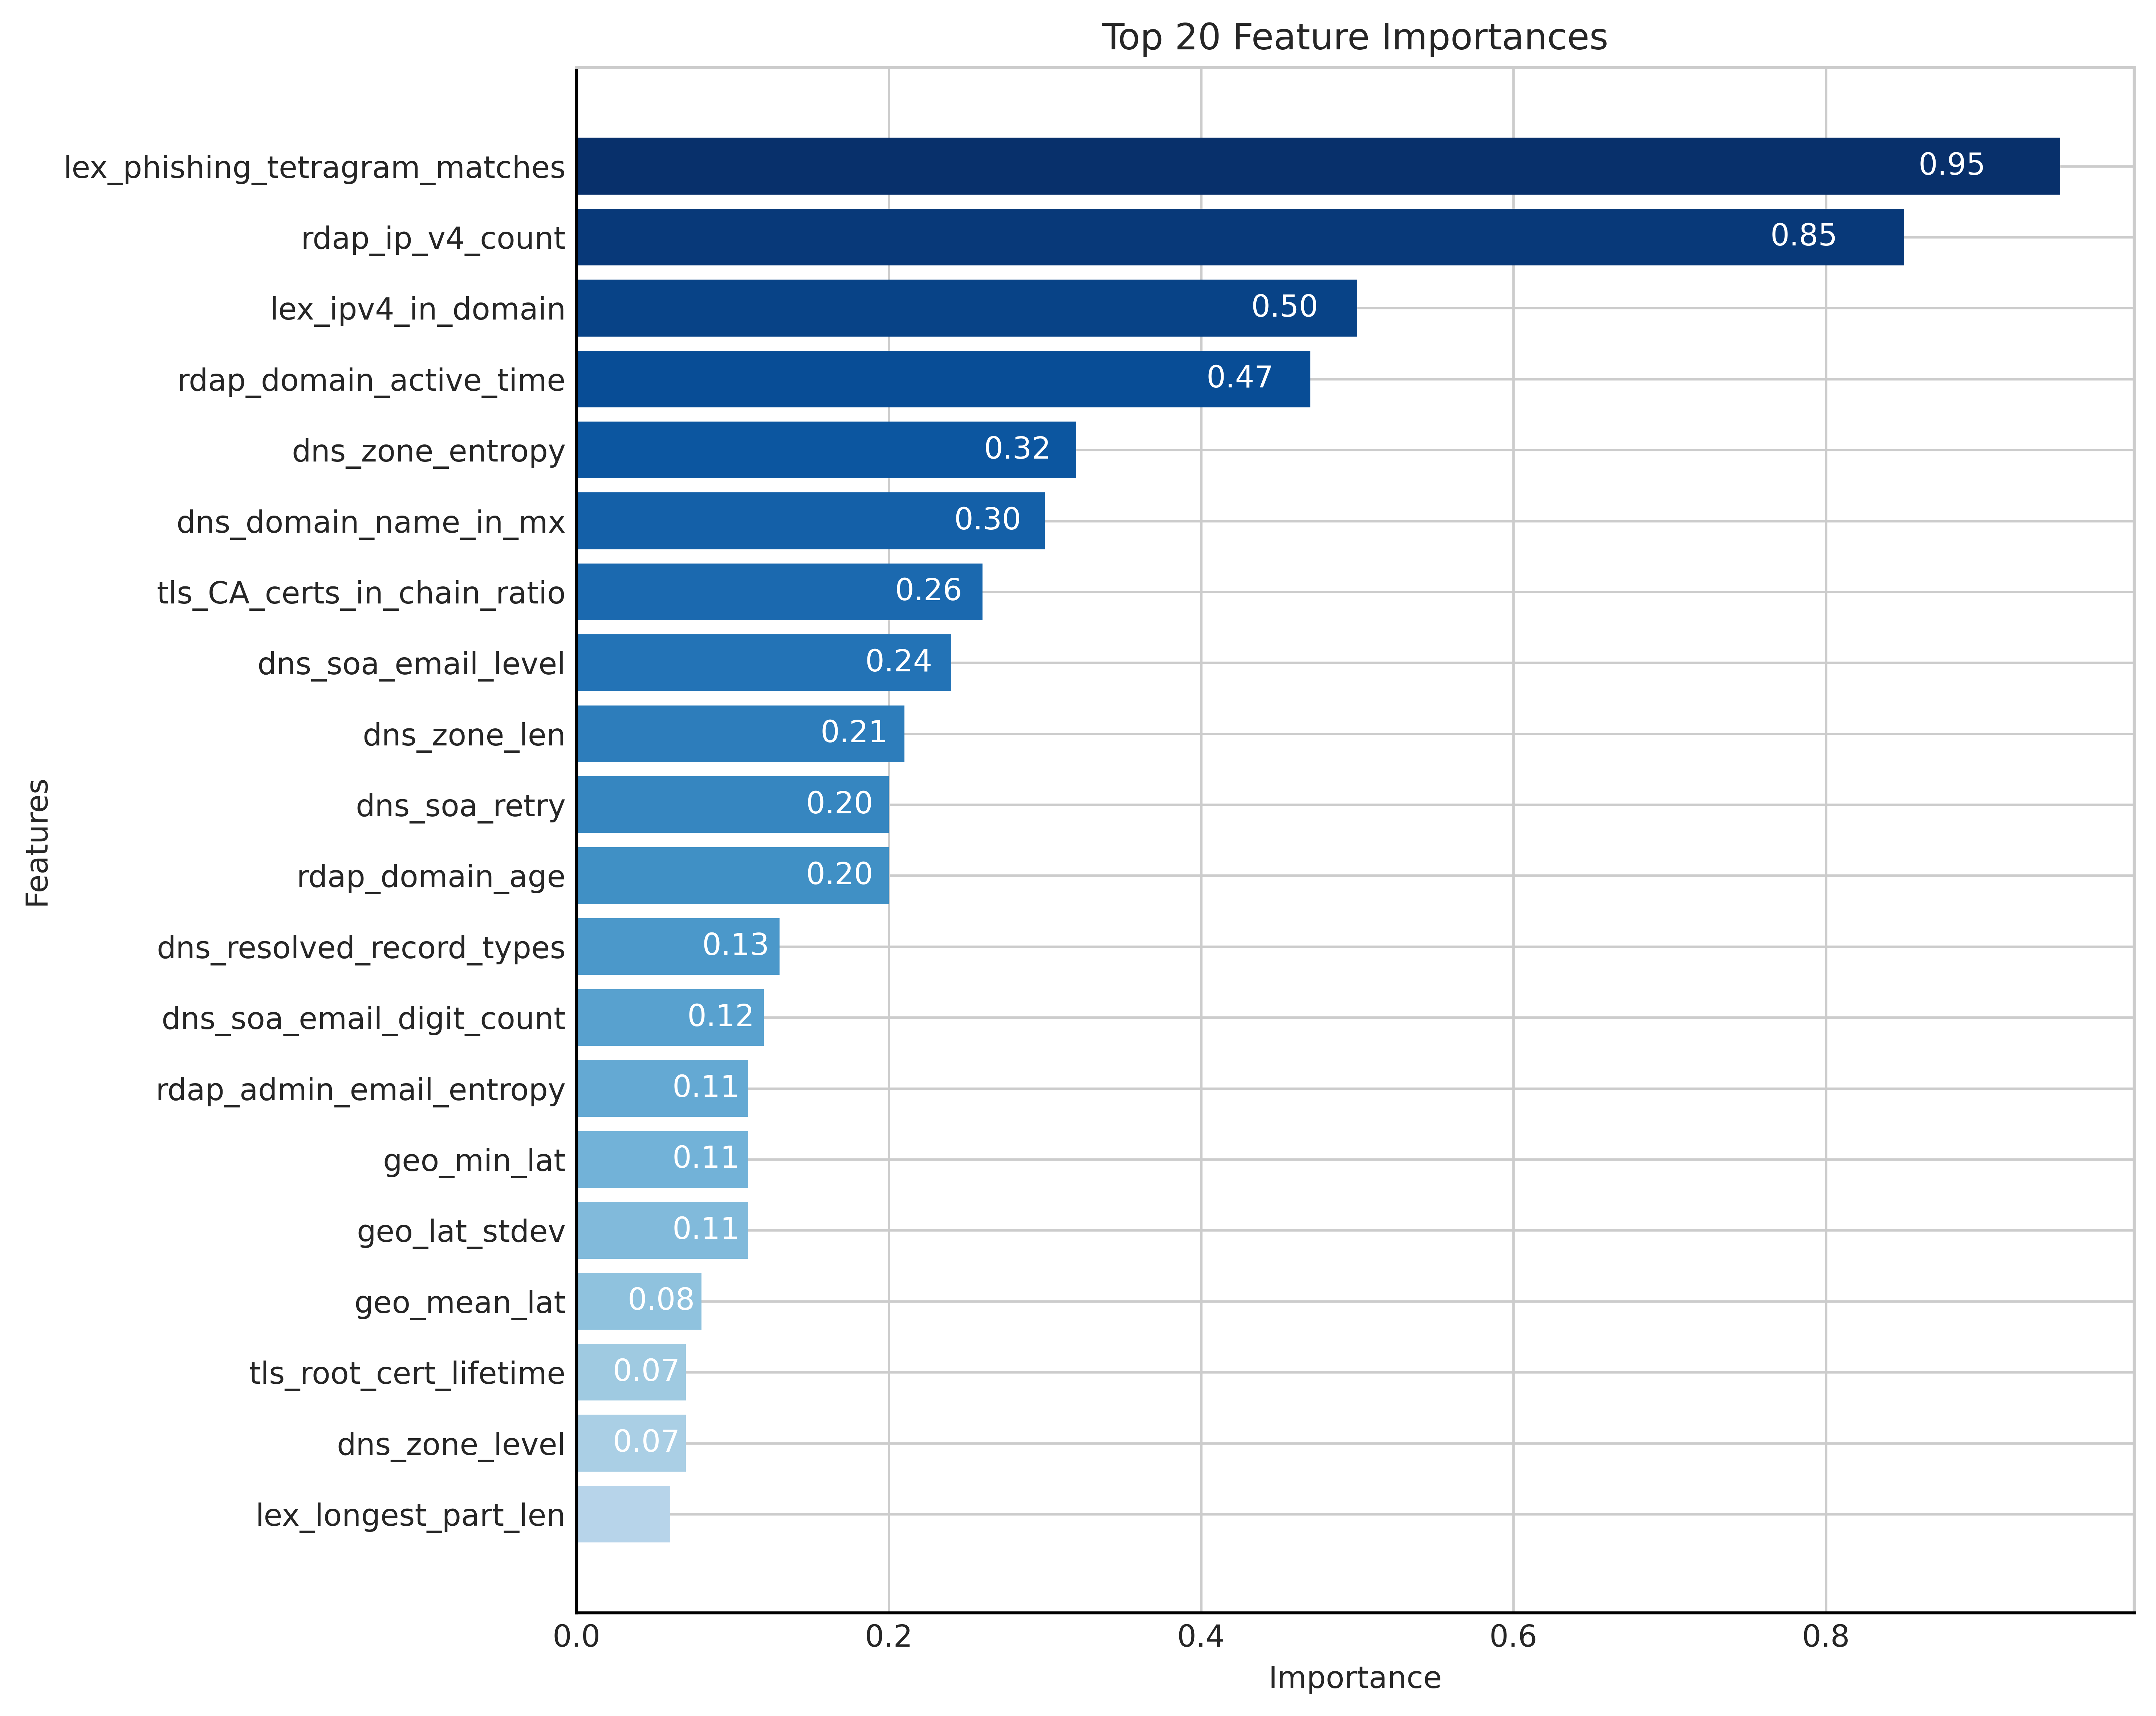 Top 20 Feature Importances
lex_phishing_tetragram_matches 0.95
rdap_ip_v4_count 0.85
lex_ipv4_in_domain 0.50
rdap_domain_active_time 0.47
dns_zone_entropy 0.32
dns_domain_name_in_mx 0.30
tls_CA_certs_in_chain_ratio 0.26
dns_soa_email_level 0.24
dns_zone_len 0.21
dns_soa_retry 0.20
rdap_domain_age 0.20
dns_resolved_record_types 0.13
dns_soa_email_digit_count 0.12
rdap_admin_email_entropy 0.11
geo_min_lat 0.11
geo_lat_stdev 0.11
geo_mean_lat 0.08
tls_root_cert_lifetime 0.07
dns_zone_level 0.07
lex_longest_part_len
Features
0.0 0.2 0.4 0.6 0.8
Importance